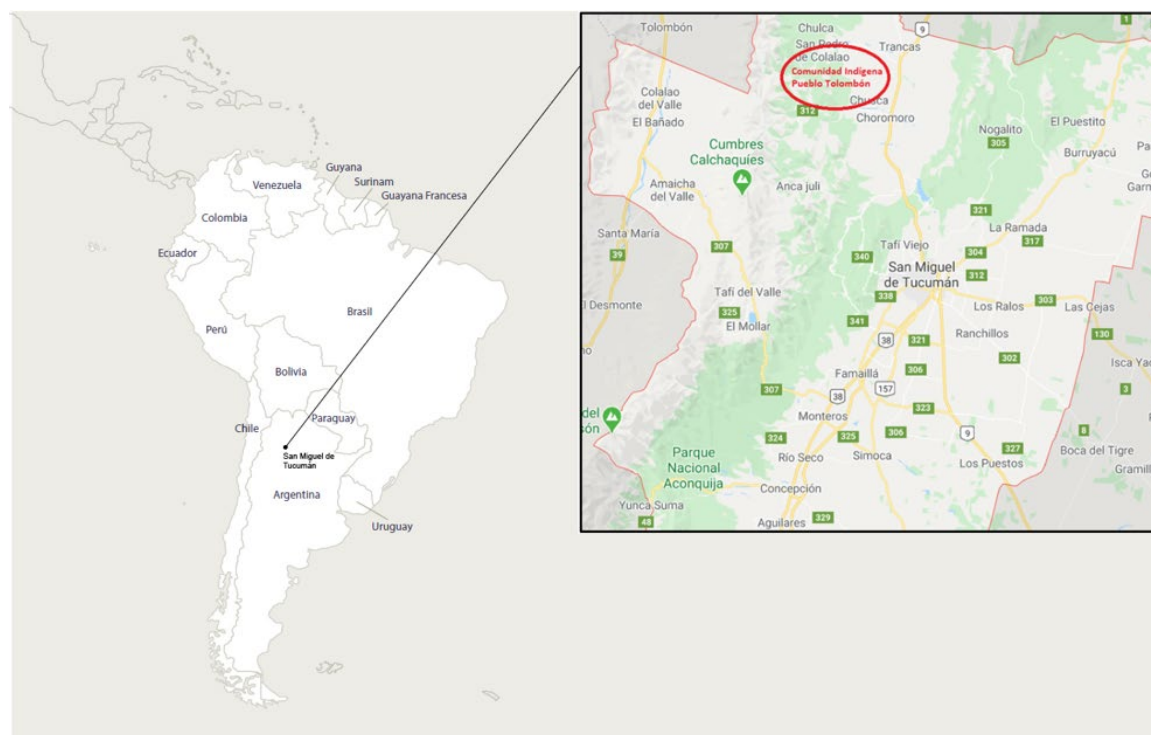 Guyana
Venezuela
Surinam
Guayana Francesa
Colombia
Ecuador
Brasil
Perú
Bolivia
Paraguay
Chile
San Miguel de
Tucumán
Argentina
Uruguay
Tolombón
Chulca
9
1
San Pedro
de Colalao
Trancas
Comunidad Indigena
Pueblo Tolombón
Colalao
del Valle
Chusca
312
El Bañado
Choromoro
Nogalito
El Puestito
305
Cumbres
Calchaquíes
Burruyacú
Amaicha
del Valle
Anca juli
321
La Ramada
317
Santa María
307
Tafí Viejo
39
340
304
San Miguel
de Tucumán
312
Tafí del Valle
338
El Desmonte
325
Los Ralos
303
Las Cejas
El Mollar
341
Ranchillos
130
38
321
302
Famaillá
306
307
38
157
3
Monteros
323
324
325
306
9
8
Río Seco
Simoca
327
Boca del Tigre
Parque
Nacional
Aconquija
Los Puestos
Concepción
Yunca Suma
48
Aguilares
329